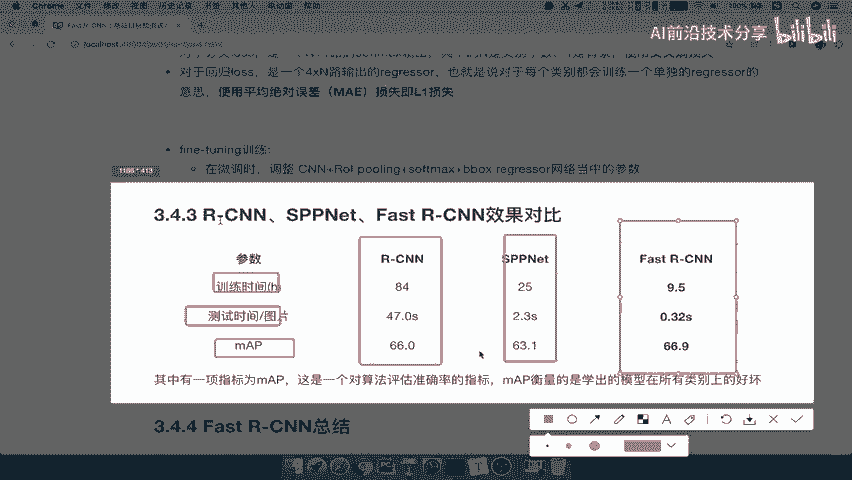 AI前沿技术分享 bilibili
对于回归loss，是一个4xN路输出的regressor，也就是说对于每个类别都会训练一个单独的regressor的
意思，使用平均绝对误差（MAE）损失即L1损失
fine-tuning训练:
在微调时，调整 CNN+RoI pooling+softmax+bbox regressor网络当中的参数
3.4.3 R-CNN、SPPNet、Fast R-CNN效果对比
参数 R-CNN SPPNet Fast R-CNN
训练时间(h) 84 25 9.5
测试时间/图片 47.0s 2.3s 0.32s
mAP 66.0 63.1 66.9
其中有一项指标为mAP，这是一个对算法评估准确率的指标，mAP衡量的是学出的模型在所有类别上的好坏
3.4.4 Fast R-CNN总结